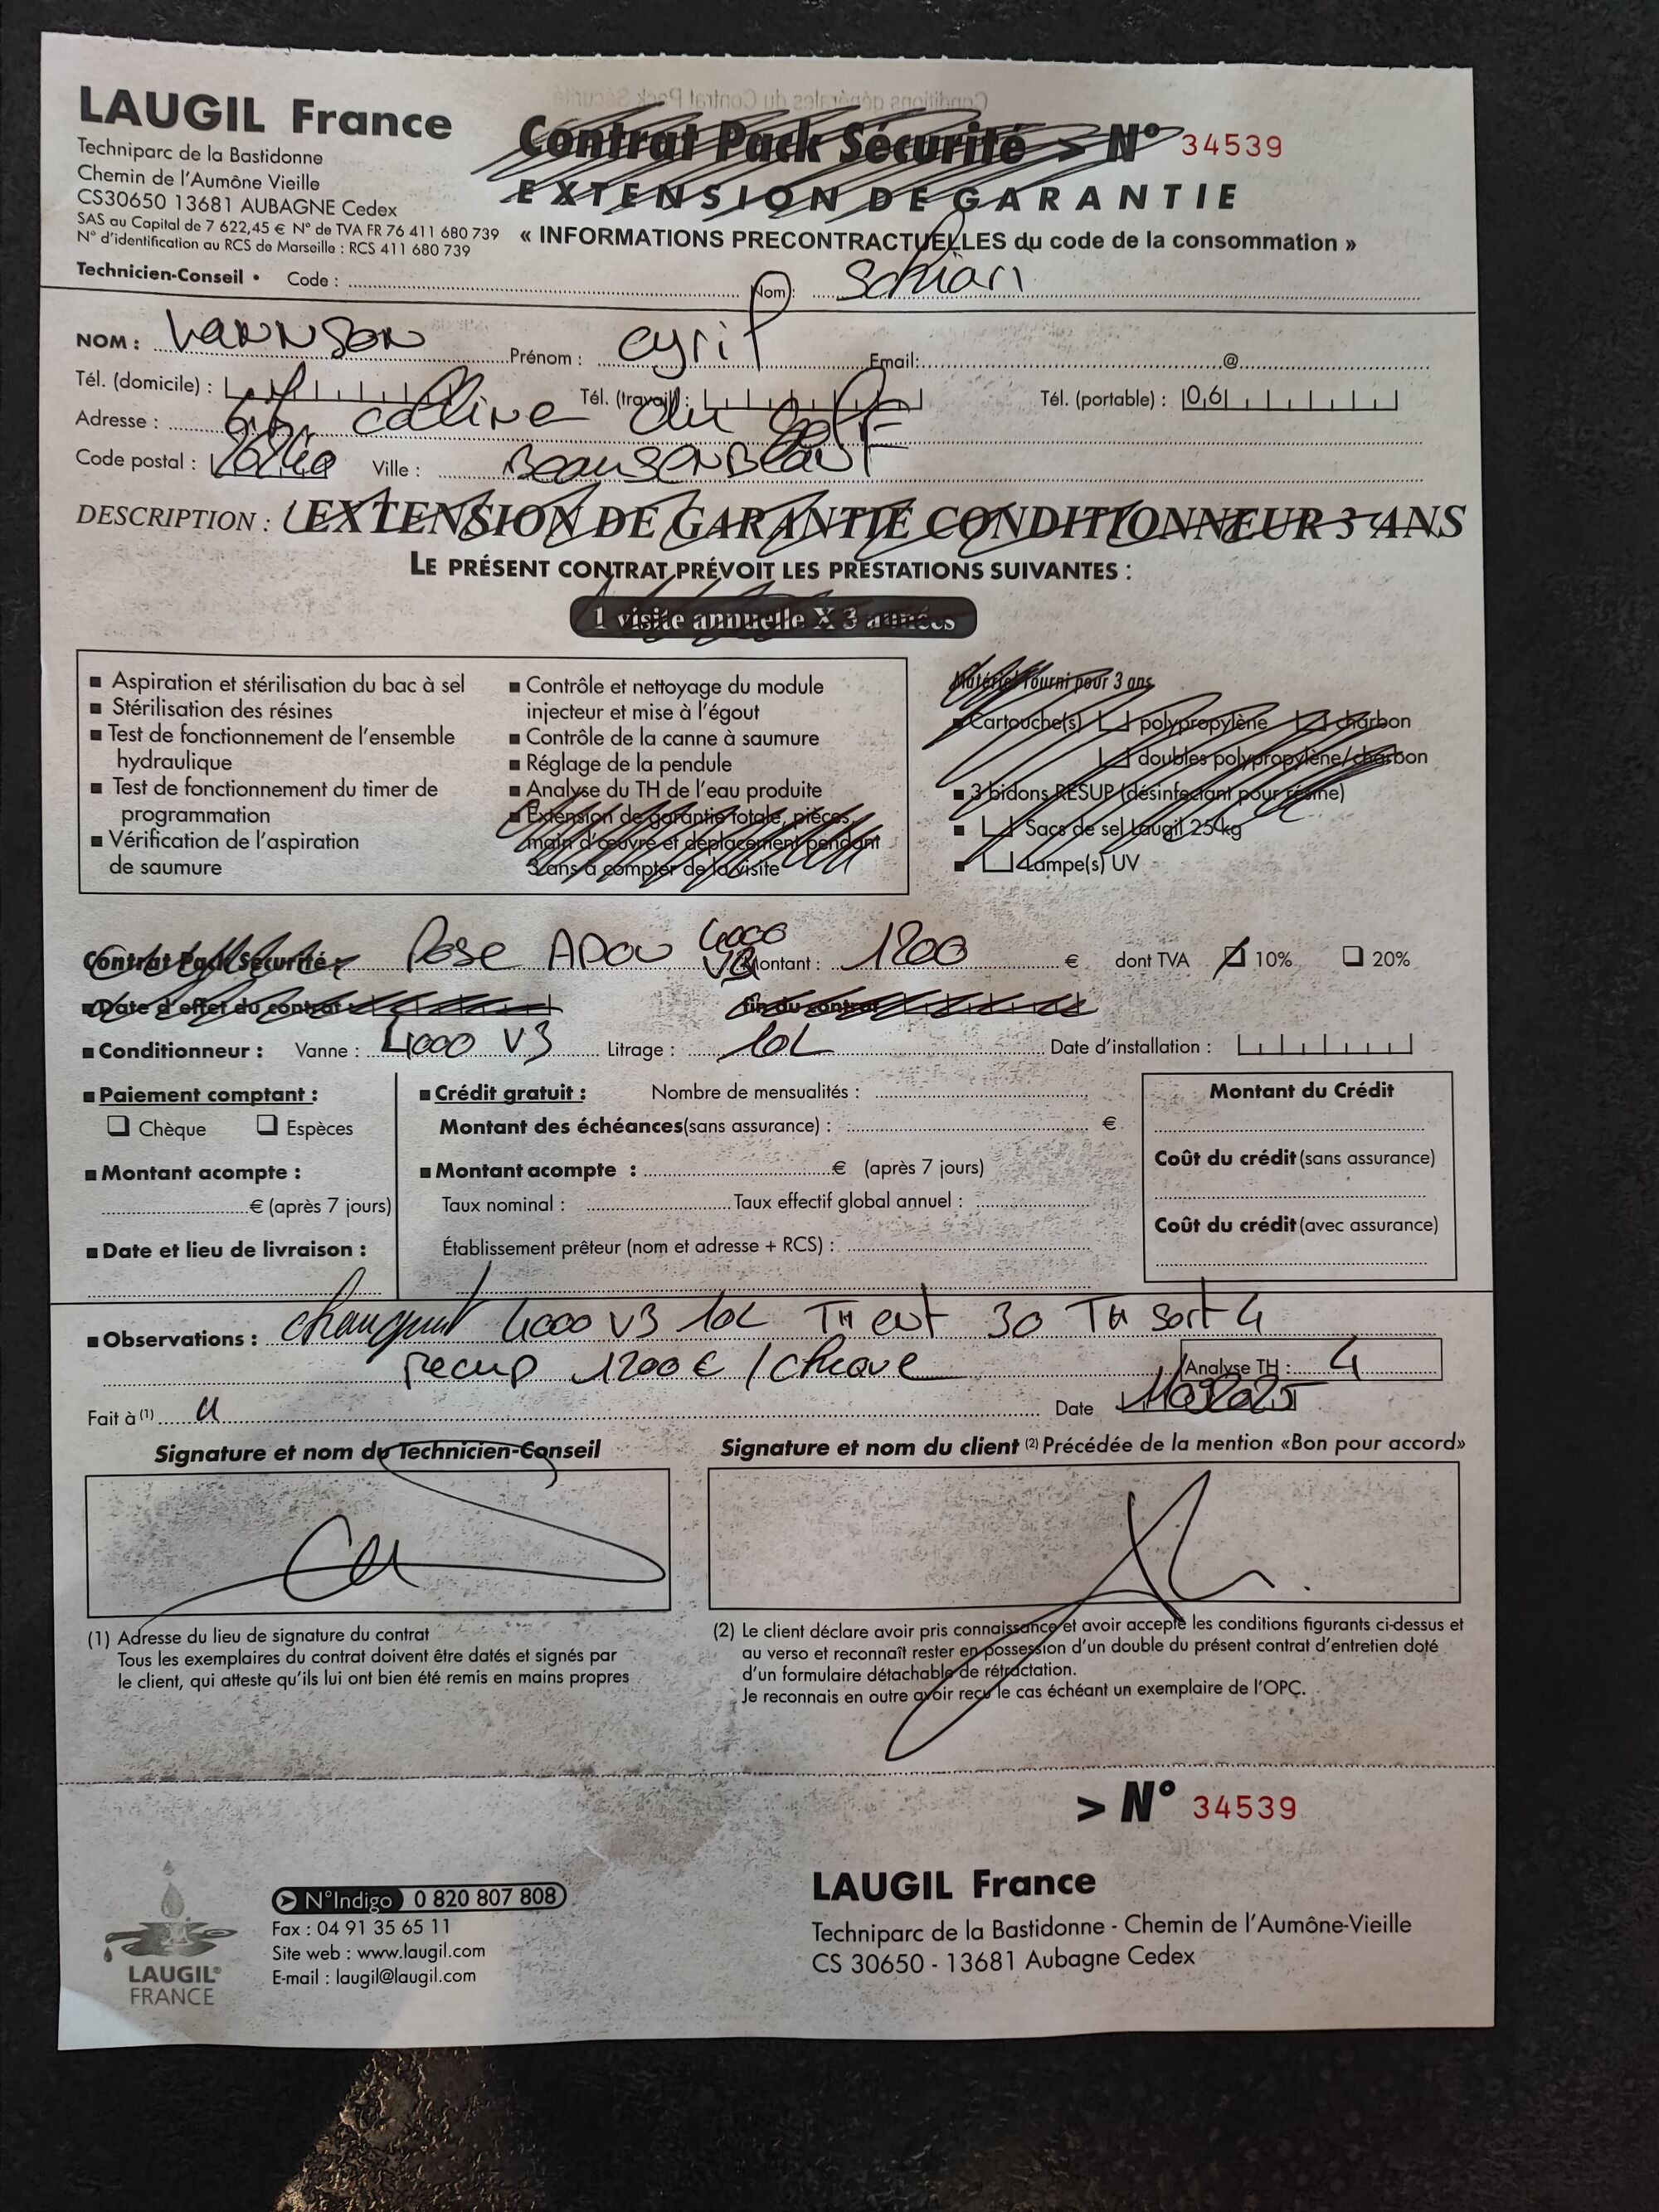 Conditions générales du Contrat Pack Sécurité
LAUGIL France
Techniparc de la Bastidonne
Chemin de l'Aumône Vieille
CS30650 13681 AUBAGNE Cedex
SAS au Capital de 7 622,45 € N° de TVA FR 76 411 680 739
N° d'identification au RCS de Marseille : RCS 411 680 739
Contrat Pack Sécurité > N° 34539
EXTENSION DE GARANTIE
« INFORMATIONS PRECONTRACTUELLES du code de la consommation »
Technicien-Conseil • Code : Nom : Schiari
NOM : Prénom : Cyril Email: @
Tél. (domicile) : Tél. (travail) : Tél. (portable) : 06
Adresse : colline du golf
Code postal : Ville :
DESCRIPTION : EXTENSION DE GARANTIE CONDITIONNEUR 3 ANS
LE PRÉSENT CONTRAT PRÉVOIT LES PRESTATIONS SUIVANTES :
1 visite annuelle X 3 années
▪ Aspiration et stérilisation du bac à sel
▪ Stérilisation des résines
▪ Test de fonctionnement de l'ensemble
hydraulique
▪ Test de fonctionnement du timer de
programmation
▪ Vérification de l'aspiration
de saumure
▪ Contrôle et nettoyage du module
injecteur et mise à l'égout
▪ Contrôle de la canne à saumure
▪ Réglage de la pendule
▪ Analyse du TH de l'eau produite
▪ Extension de garantie totale, pièces,
main d'œuvre et déplacement pendant
3 ans à compter de la visite
Matériel fourni pour 3 ans
▪ Cartouche(s) polypropylène charbon
doubles polypropylène/charbon
▪ 3 bidons RESUP (désinfectant pour résine)
▪ Sacs de sel Laugil 25 kg
▪ Lampe(s) UV
Contrat Pack Sécurité : Pose ADOU 4000 V3 Montant : 1200 € dont TVA 10% 20%
▪ Date d'effet du contrat : fin du contrat
▪ Conditionneur : Vanne : 4000 V3 Litrage : 10L Date d'installation :
▪ Paiement comptant :
Chèque Espèces
▪ Montant acompte :
€ (après 7 jours)
▪ Date et lieu de livraison :
▪ Crédit gratuit : Nombre de mensualités :
Montant des échéances (sans assurance) : €
▪ Montant acompte : € (après 7 jours)
Taux nominal : Taux effectif global annuel :
Établissement prêteur (nom et adresse + RCS) :
Montant du Crédit
Coût du crédit (sans assurance)
Coût du crédit (avec assurance)
▪ Observations : 4000 V3 10L TH ent 30 TH sort 4
recup 1200€ / cheque Analyse TH : 4
Fait à (1) Date
Signature et nom du Technicien-Conseil
Signature et nom du client (2) Précédée de la mention «Bon pour accord»
(1) Adresse du lieu de signature du contrat
Tous les exemplaires du contrat doivent être datés et signés par
le client, qui atteste qu'ils lui ont bien été remis en mains propres
(2) Le client déclare avoir pris connaissance et avoir accepté les conditions figurants ci-dessus et
au verso et reconnaît rester en possession d'un double du présent contrat d'entretien doté
d'un formulaire détachable de rétractation.
Je reconnais en outre avoir reçu le cas échéant un exemplaire de l'OPC.
> N° 34539
LAUGIL®
FRANCE
N°Indigo 0 820 807 808
Fax : 04 91 35 65 11
Site web : www.laugil.com
E-mail : laugil@laugil.com
LAUGIL France
Techniparc de la Bastidonne - Chemin de l'Aumône-Vieille
CS 30650 - 13681 Aubagne Cedex